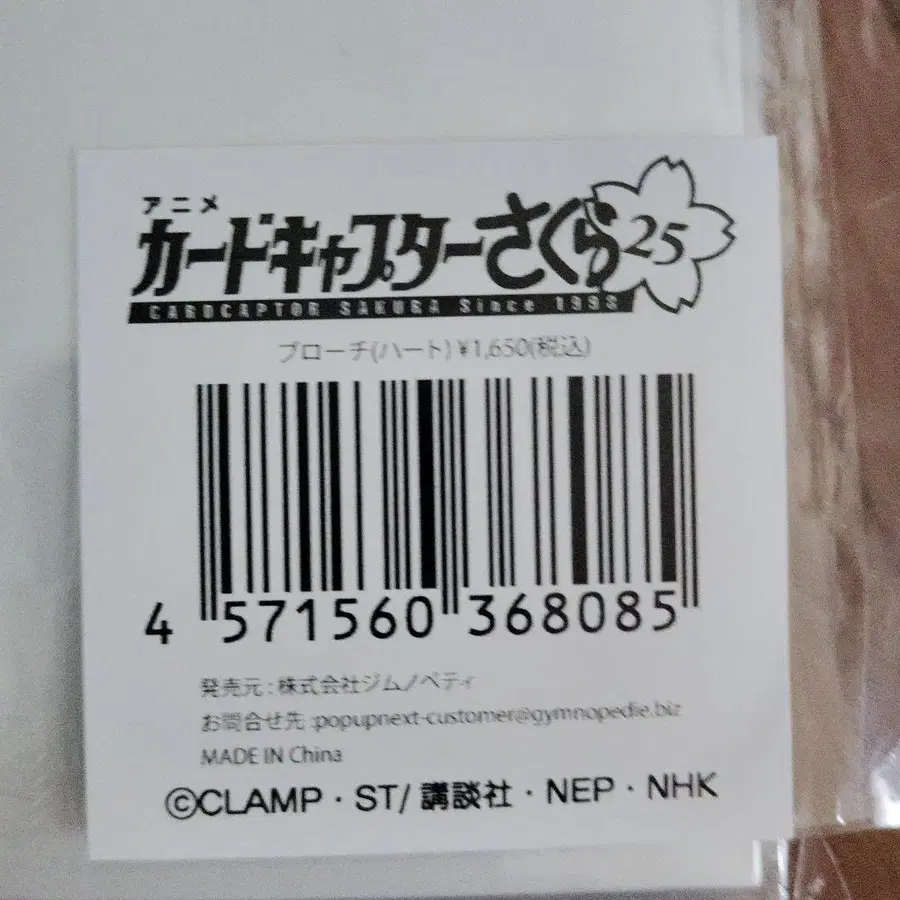 アニメ
カードキャプターさくら25
CARDCAPTOR SAKURA Since 1998
ブローチ(ハート)¥1,650(税込)
4 571560 368085
発売元:株式会社ジムノペディ
お問合せ先:popupnext-customer@gymnopedie.biz
MADE IN China
©CLAMP・ST/講談社・NEP・NHK